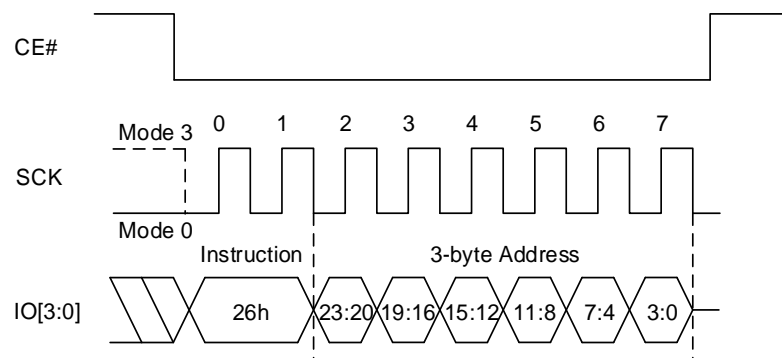 CE#
Mode 3
0 1 2 3 4 5 6 7
SCK
Mode 0
Instruction 3-byte Address
IO[3:0] 26h 23:20 19:16 15:12 11:8 7:4 3:0